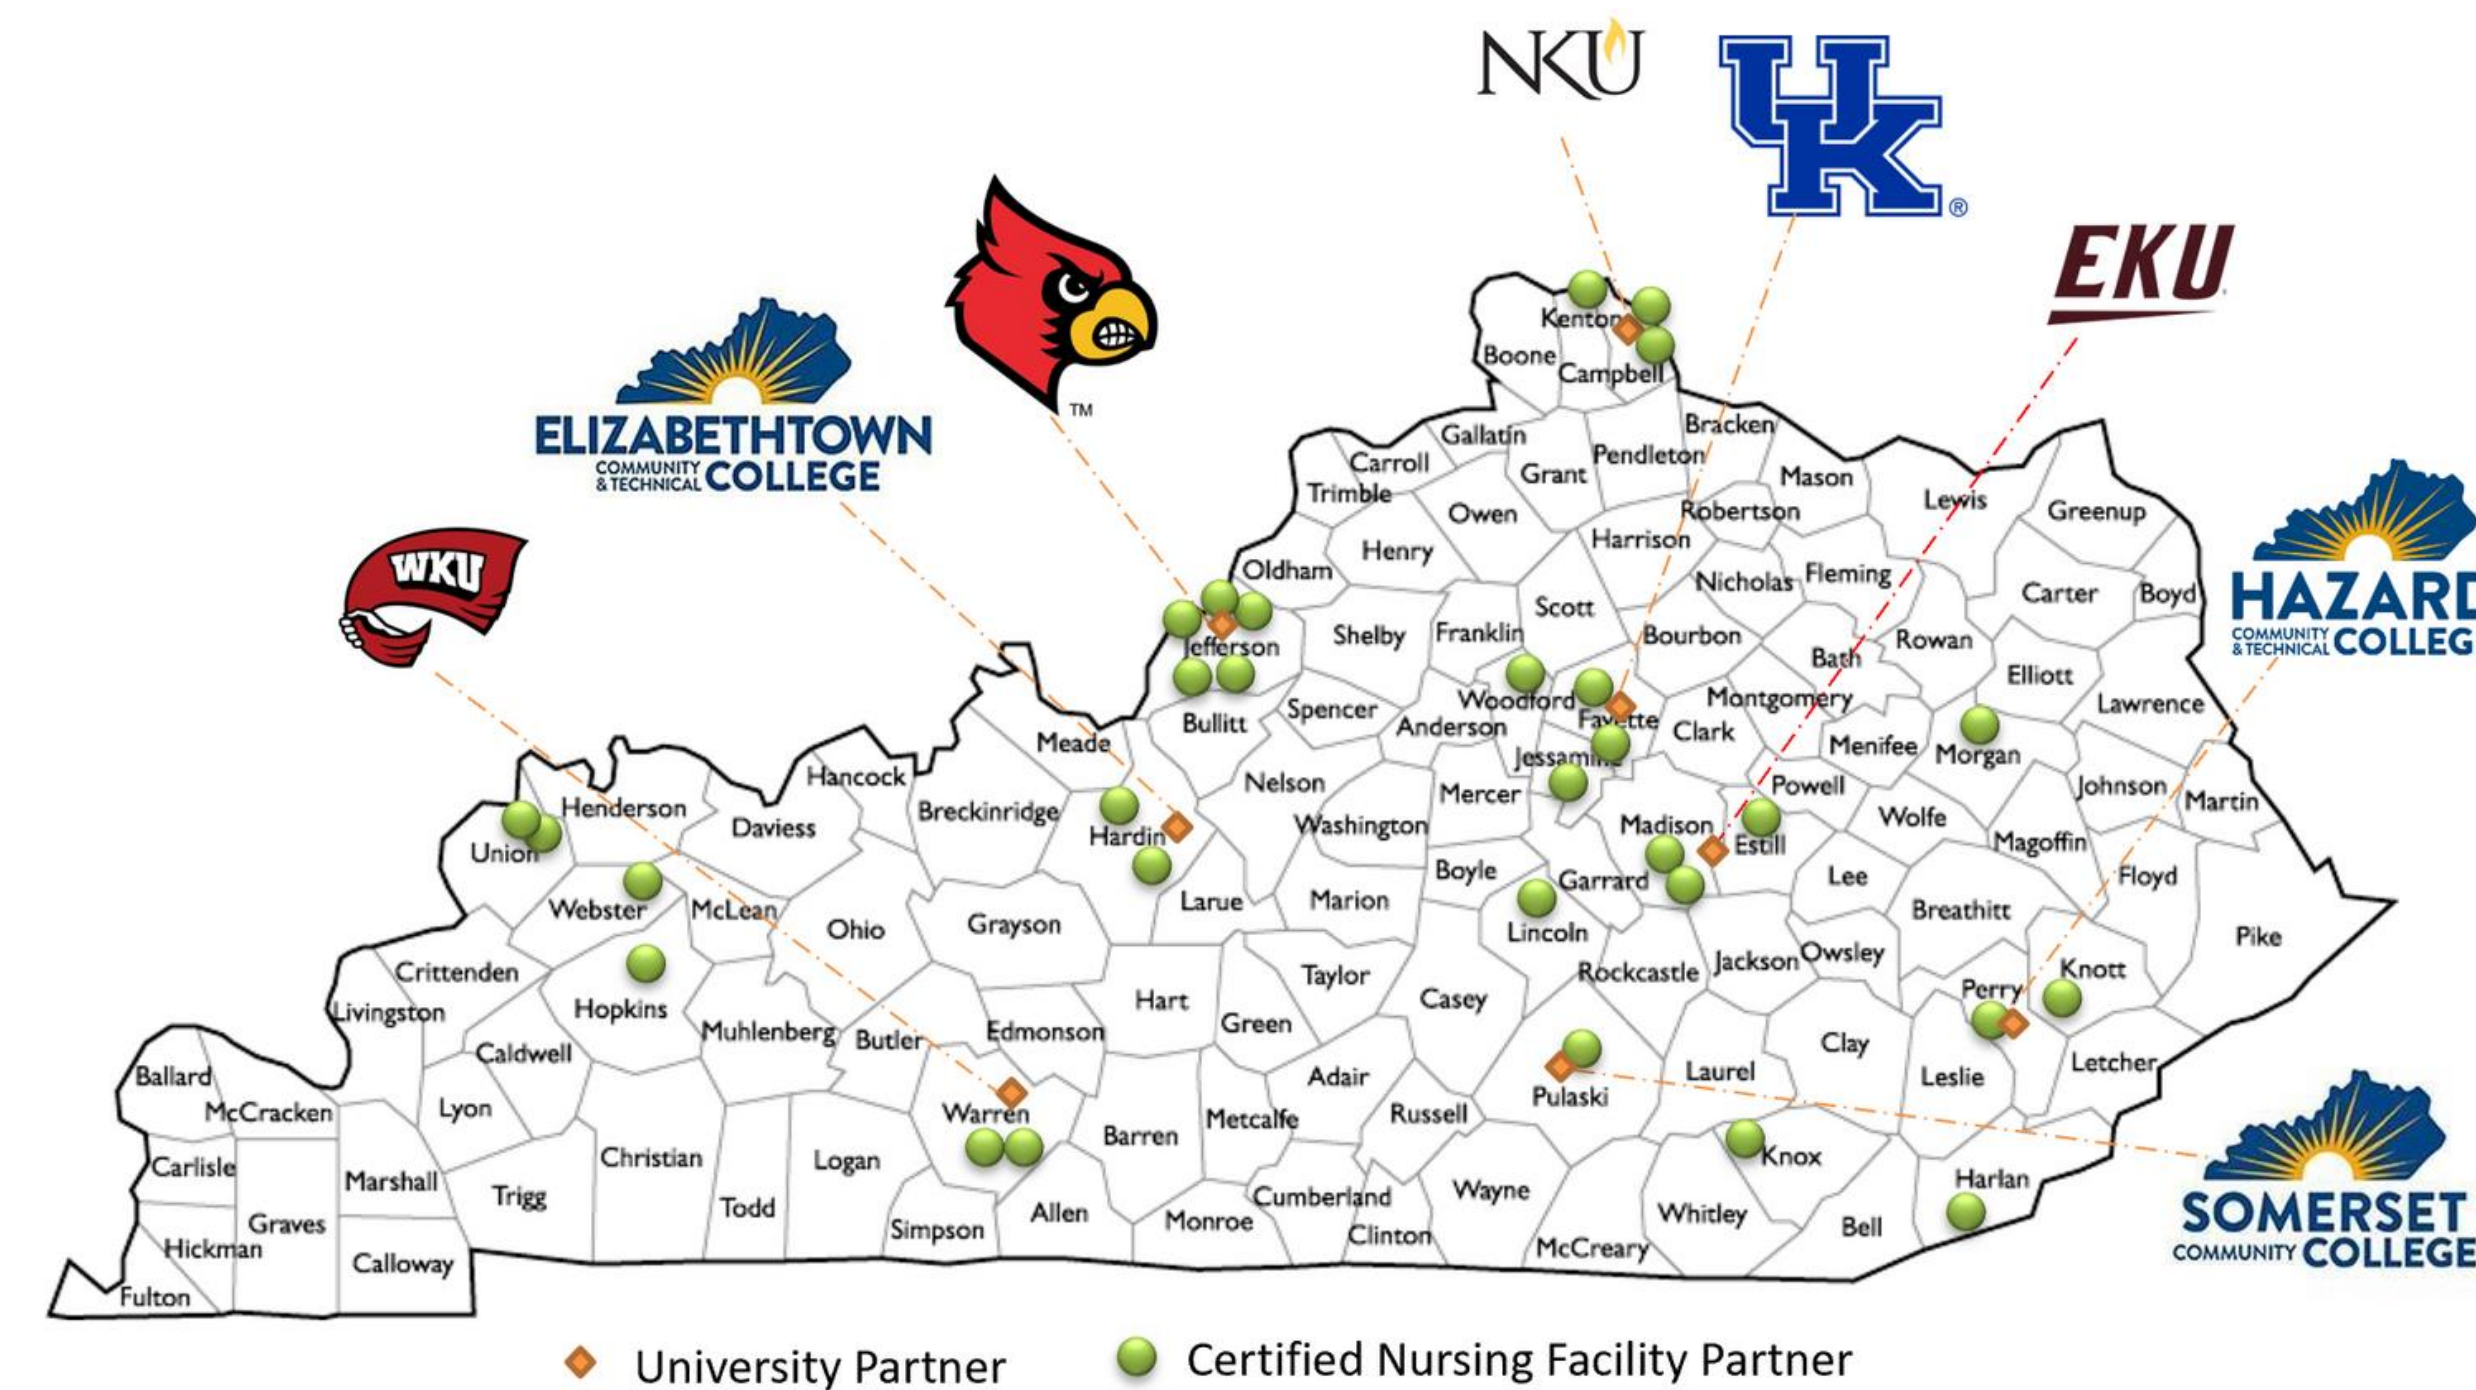 NKU
UK
®
EKU
TM
ELIZABETHTOWN
COMMUNITY
& TECHNICAL COLLEGE
WKU
HAZARD
COMMUNITY
& TECHNICAL COLLEG
Kenton
Boone
Campbell
Bracken
Gallatin
Pendleton
Carroll
Grant
Mason
Trimble
Lewis
Owen
Robertson
Greenup
Harrison
Henry
Oldham
Nicholas
Fleming
Carter
Boyd
Scott
Shelby
Franklin
Bourbon
Rowan
Jefferson
Bath
Elliott
Woodford
Montgomery
Lawrence
Spencer
Fayette
Bullitt
Anderson
Clark
Meade
Menifee
Morgan
Jessamine
Hancock
Nelson
Powell
Johnson
Mercer
Martin
Henderson
Breckinridge
Daviess
Washington
Madison
Wolfe
Hardin
Magoffin
Estill
Union
Boyle
Garrard
Lee
Floyd
Webster
McLean
Larue
Marion
Breathitt
Ohio
Grayson
Lincoln
Pike
Crittenden
Taylor
Rockcastle
Jackson
Owsley
Knott
Perry
Hart
Casey
Livingston
Hopkins
Green
Muhlenberg
Butler
Edmonson
Clay
Caldwell
Letcher
Laurel
Ballard
Adair
Leslie
Pulaski
McCracken
Lyon
Warren
Metcalfe
Russell
Barren
Christian
Logan
Knox
Carlisle
Marshall
Harlan
Trigg
Cumberland
Wayne
Todd
Allen
Monroe
Whitley
Graves
Simpson
Bell
Clinton
Hickman
McCreary
Calloway
Fulton
SOMERSET
COMMUNITY COLLEGE
University Partner
Certified Nursing Facility Partner